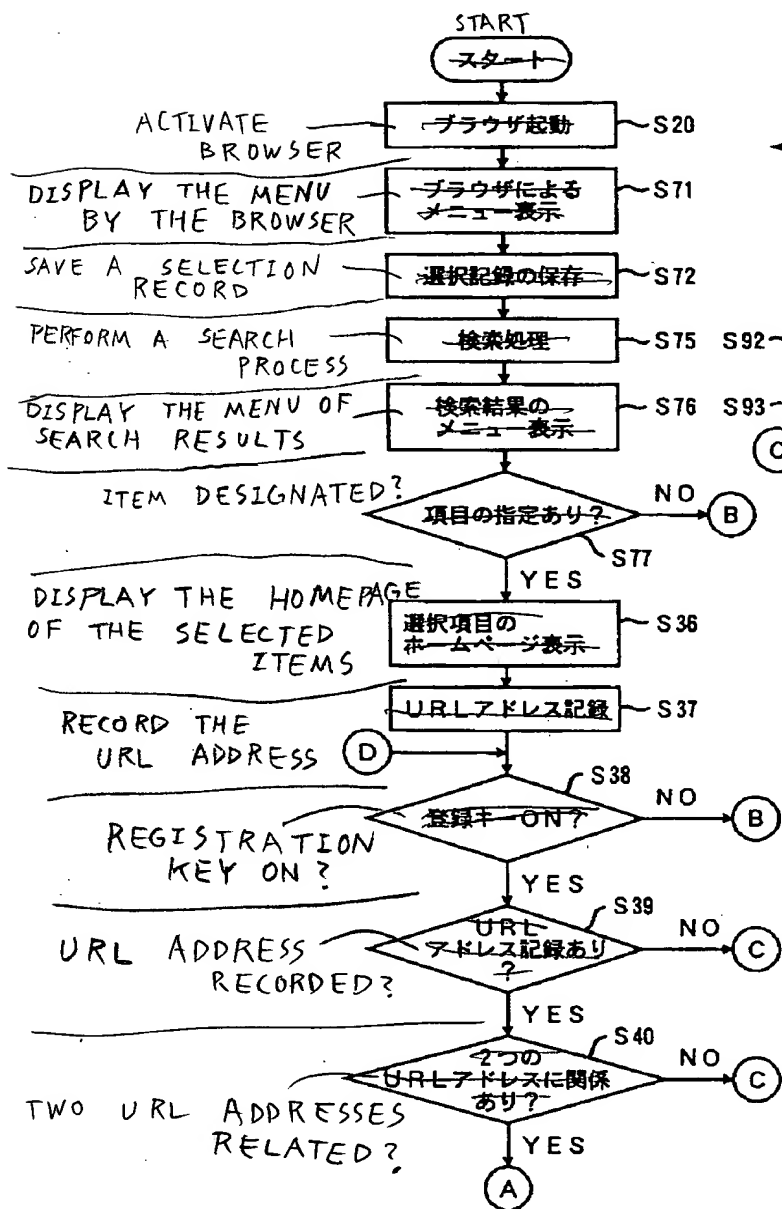 START
スタート
ACTIVATE
BROWSER
ブラウザ起動
S20
DISPLAY THE MENU
BY THE BROWSER
ブラウザによる
メニュー表示
S71
SAVE A SELECTION
RECORD
選択記録の保存
S72
PERFORM A SEARCH
PROCESS
検索処理
S75
S92
DISPLAY THE MENU OF
SEARCH RESULTS
検索結果の
メニュー表示
S76
S93
ITEM DESIGNATED?
項目の指定あり?
NO
B
S77
YES
DISPLAY THE HOMEPAGE
OF THE SELECTED
ITEMS
選択項目の
ホームページ表示
S36
RECORD THE
URL ADDRESS
URLアドレス記録
S37
D
S38
REGISTRATION
KEY ON?
登録キーON?
NO
B
YES
S39
URL ADDRESS
RECORDED?
URL
アドレス記録あり
?
NO
C
YES
S40
TWO URL ADDRESSES
RELATED?
2つの
URLアドレスに関係
あり?
NO
C
YES
A